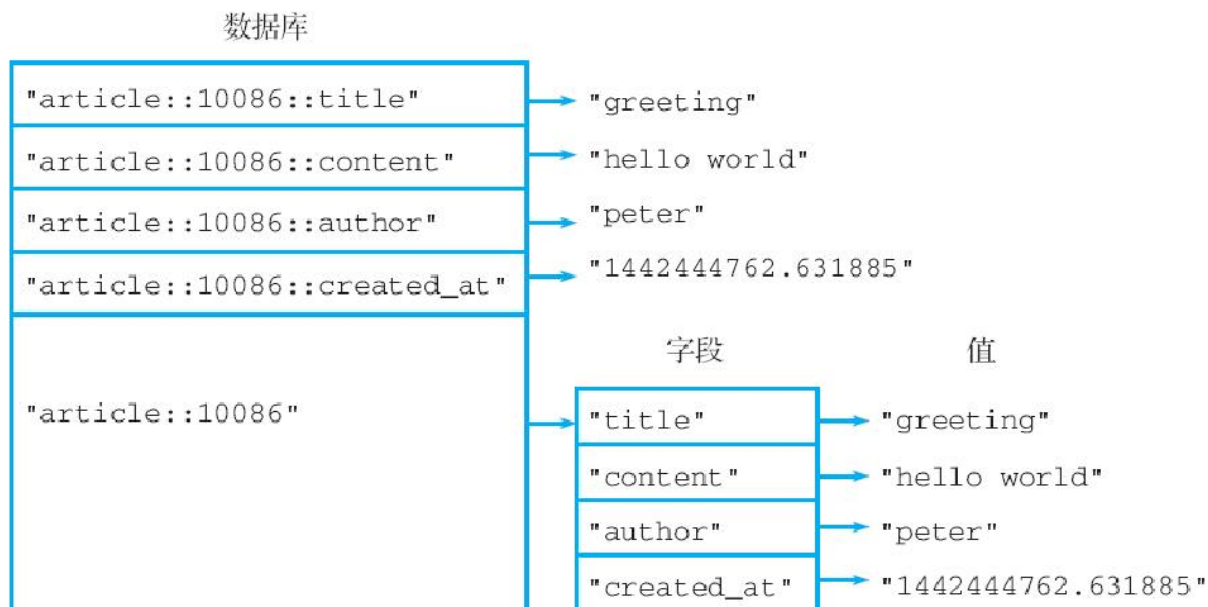 数据库
"article::10086::title" "greeting"
"article::10086::content" "hello world"
"article::10086::author" "peter"
"article::10086::created_at" "1442444762.631885"
字段 值
"article::10086"
"title" "greeting"
"content" "hello world"
"author" "peter"
"created_at" "1442444762.631885"